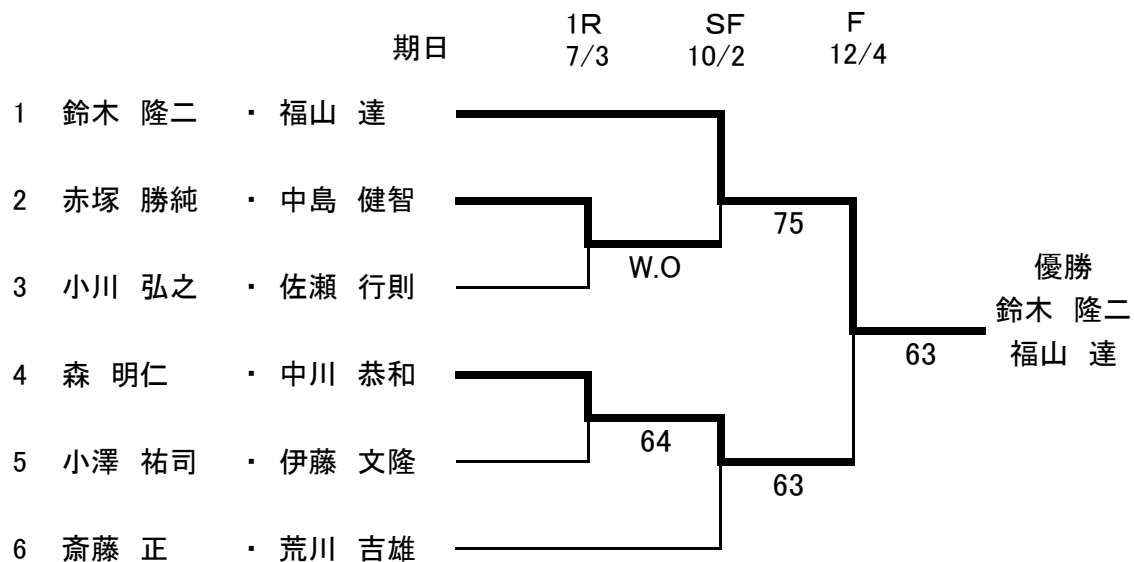 1R SF F
期日 7/3 10/2 12/4
1 鈴木 隆二 ・ 福山 達
2 赤塚 勝純 ・ 中島 健智
75
W.O
3 小川 弘之 ・ 佐瀬 行則
優勝
鈴木 隆二
63 福山 達
4 森 明仁 ・ 中川 恭和
64
5 小澤 祐司 ・ 伊藤 文隆
63
6 斎藤 正 ・ 荒川 吉雄